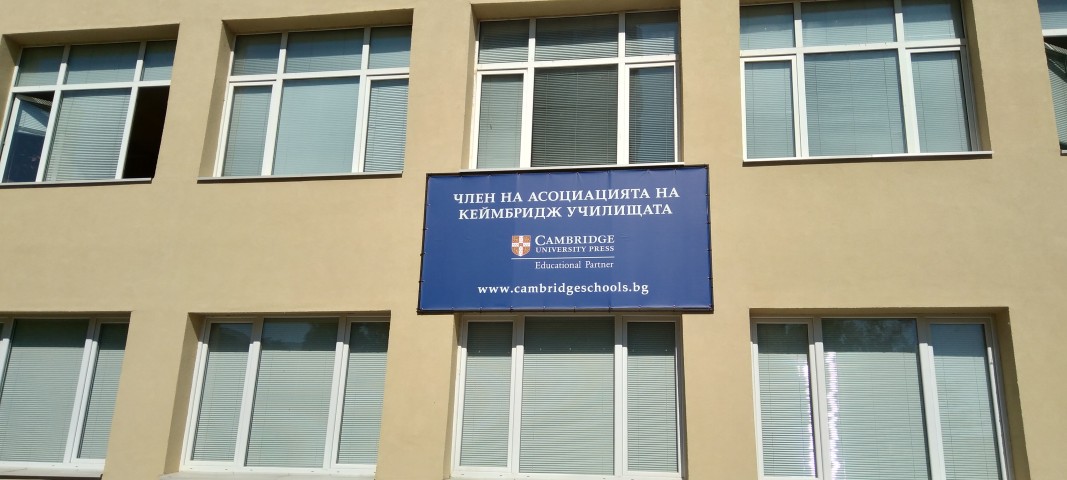 ЧЛЕН НА АСОЦИАЦИЯТА НА
КЕЙМБРИДЖ УЧИЛИЩАТА
CAMBRIDGE
UNIVERSITY PRESS
Educational Partner
www.cambridgeschools.bg